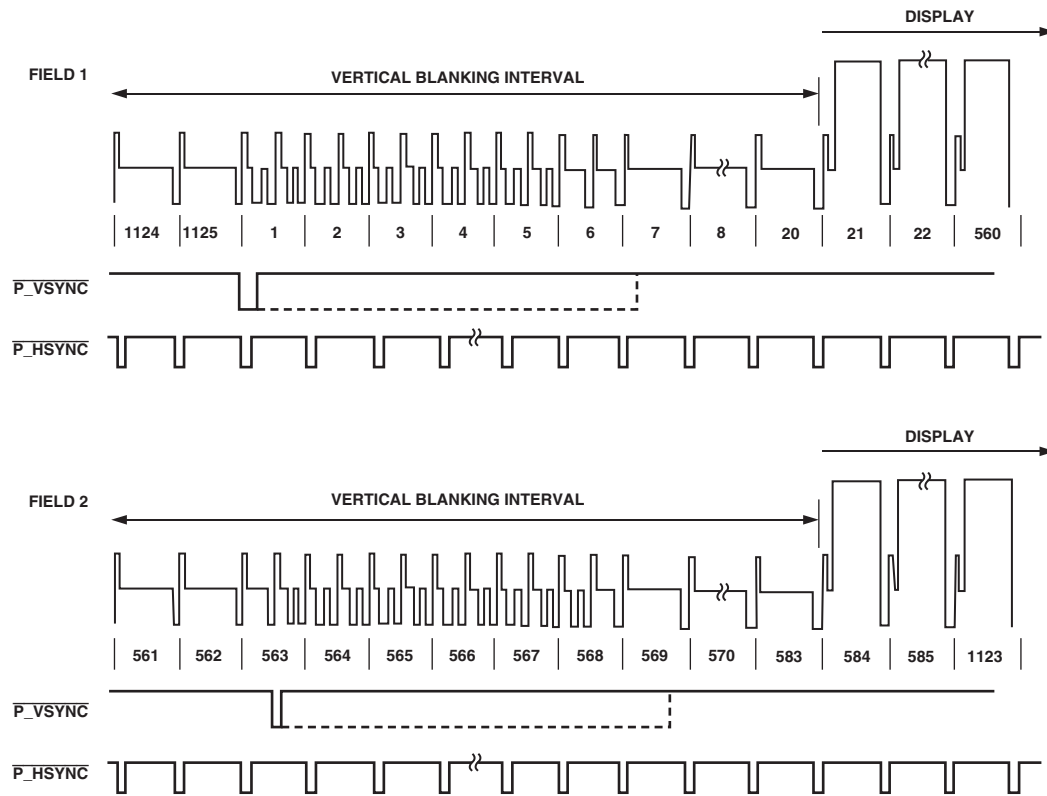 DISPLAY
FIELD 1
VERTICAL BLANKING INTERVAL
1124 1125 1 2 3 4 5 6 7 8 20 21 22 560
P_VSYNC
P_HSYNC
DISPLAY
FIELD 2
VERTICAL BLANKING INTERVAL
561 562 563 564 565 566 567 568 569 570 583 584 585 1123
P_VSYNC
P_HSYNC